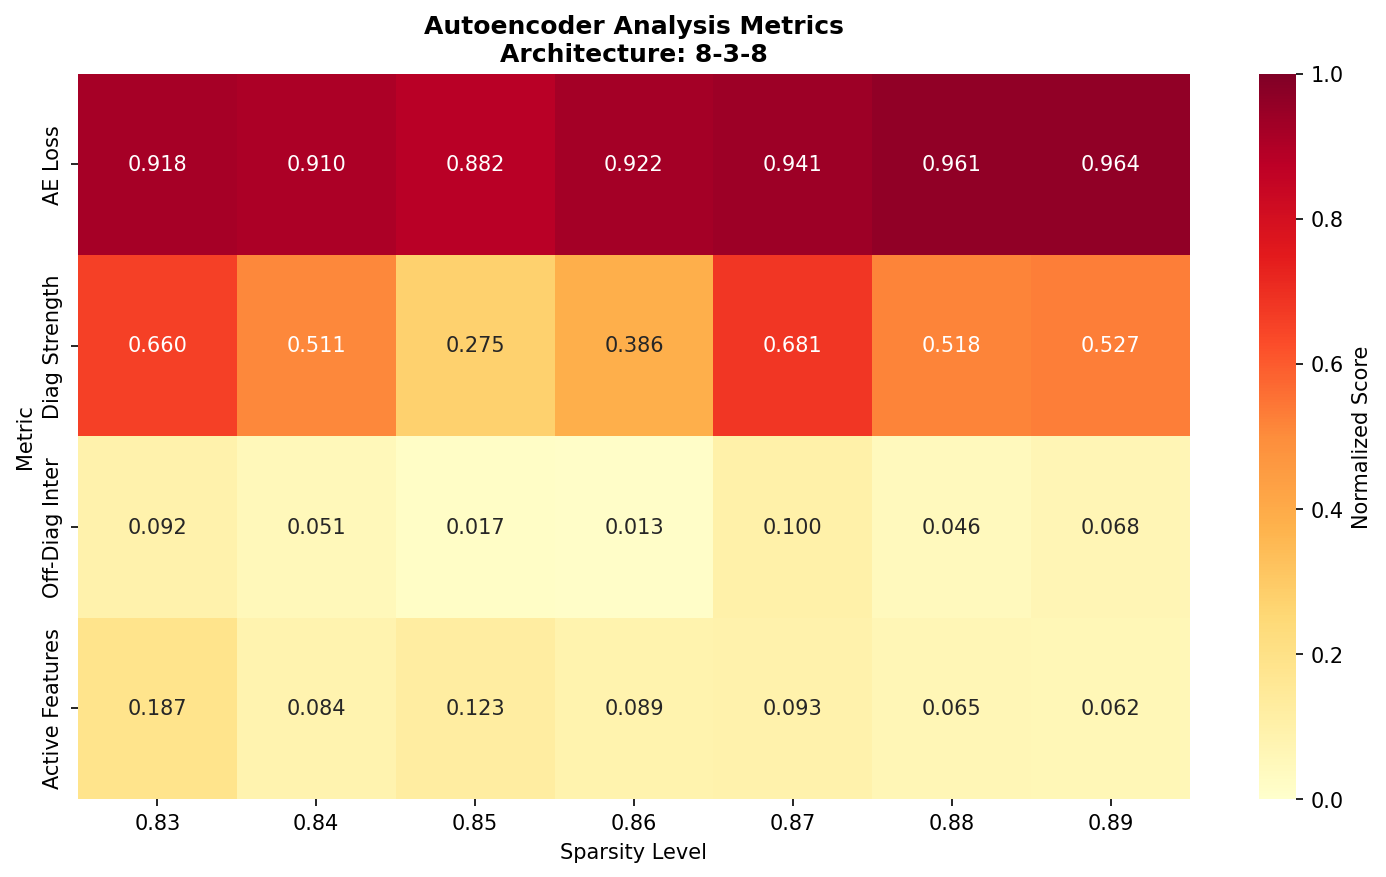 Autoencoder Analysis Metrics
Architecture: 8-3-8
Metric
AE Loss
0.918 0.910 0.882 0.922 0.941 0.961 0.964
Diag Strength
0.660 0.511 0.275 0.386 0.681 0.518 0.527
Off-Diag Inter
0.092 0.051 0.017 0.013 0.100 0.046 0.068
Active Features
0.187 0.084 0.123 0.089 0.093 0.065 0.062
0.83 0.84 0.85 0.86 0.87 0.88 0.89
Sparsity Level
1.0
0.8
0.6
0.4
0.2
0.0
Normalized Score